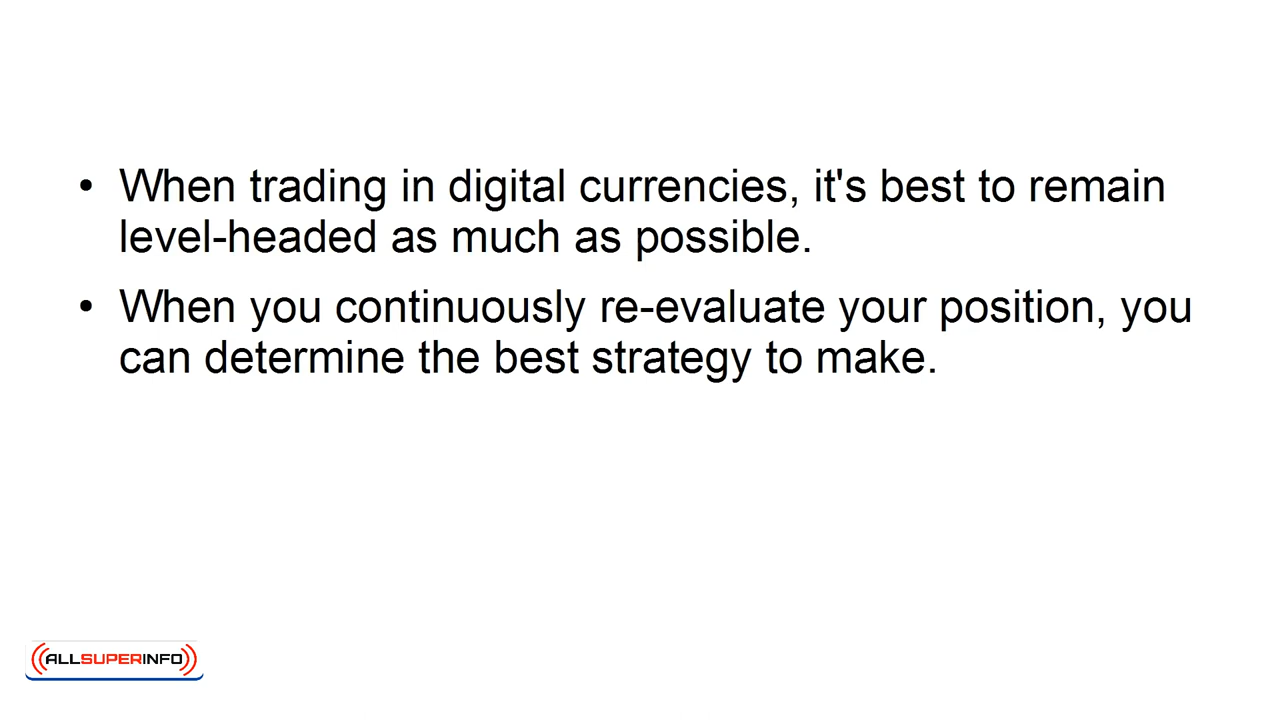 • When trading in digital currencies, it's best to remain
level-headed as much as possible.
• When you continuously re-evaluate your position, you
can determine the best strategy to make.
ALLSUPERINFO